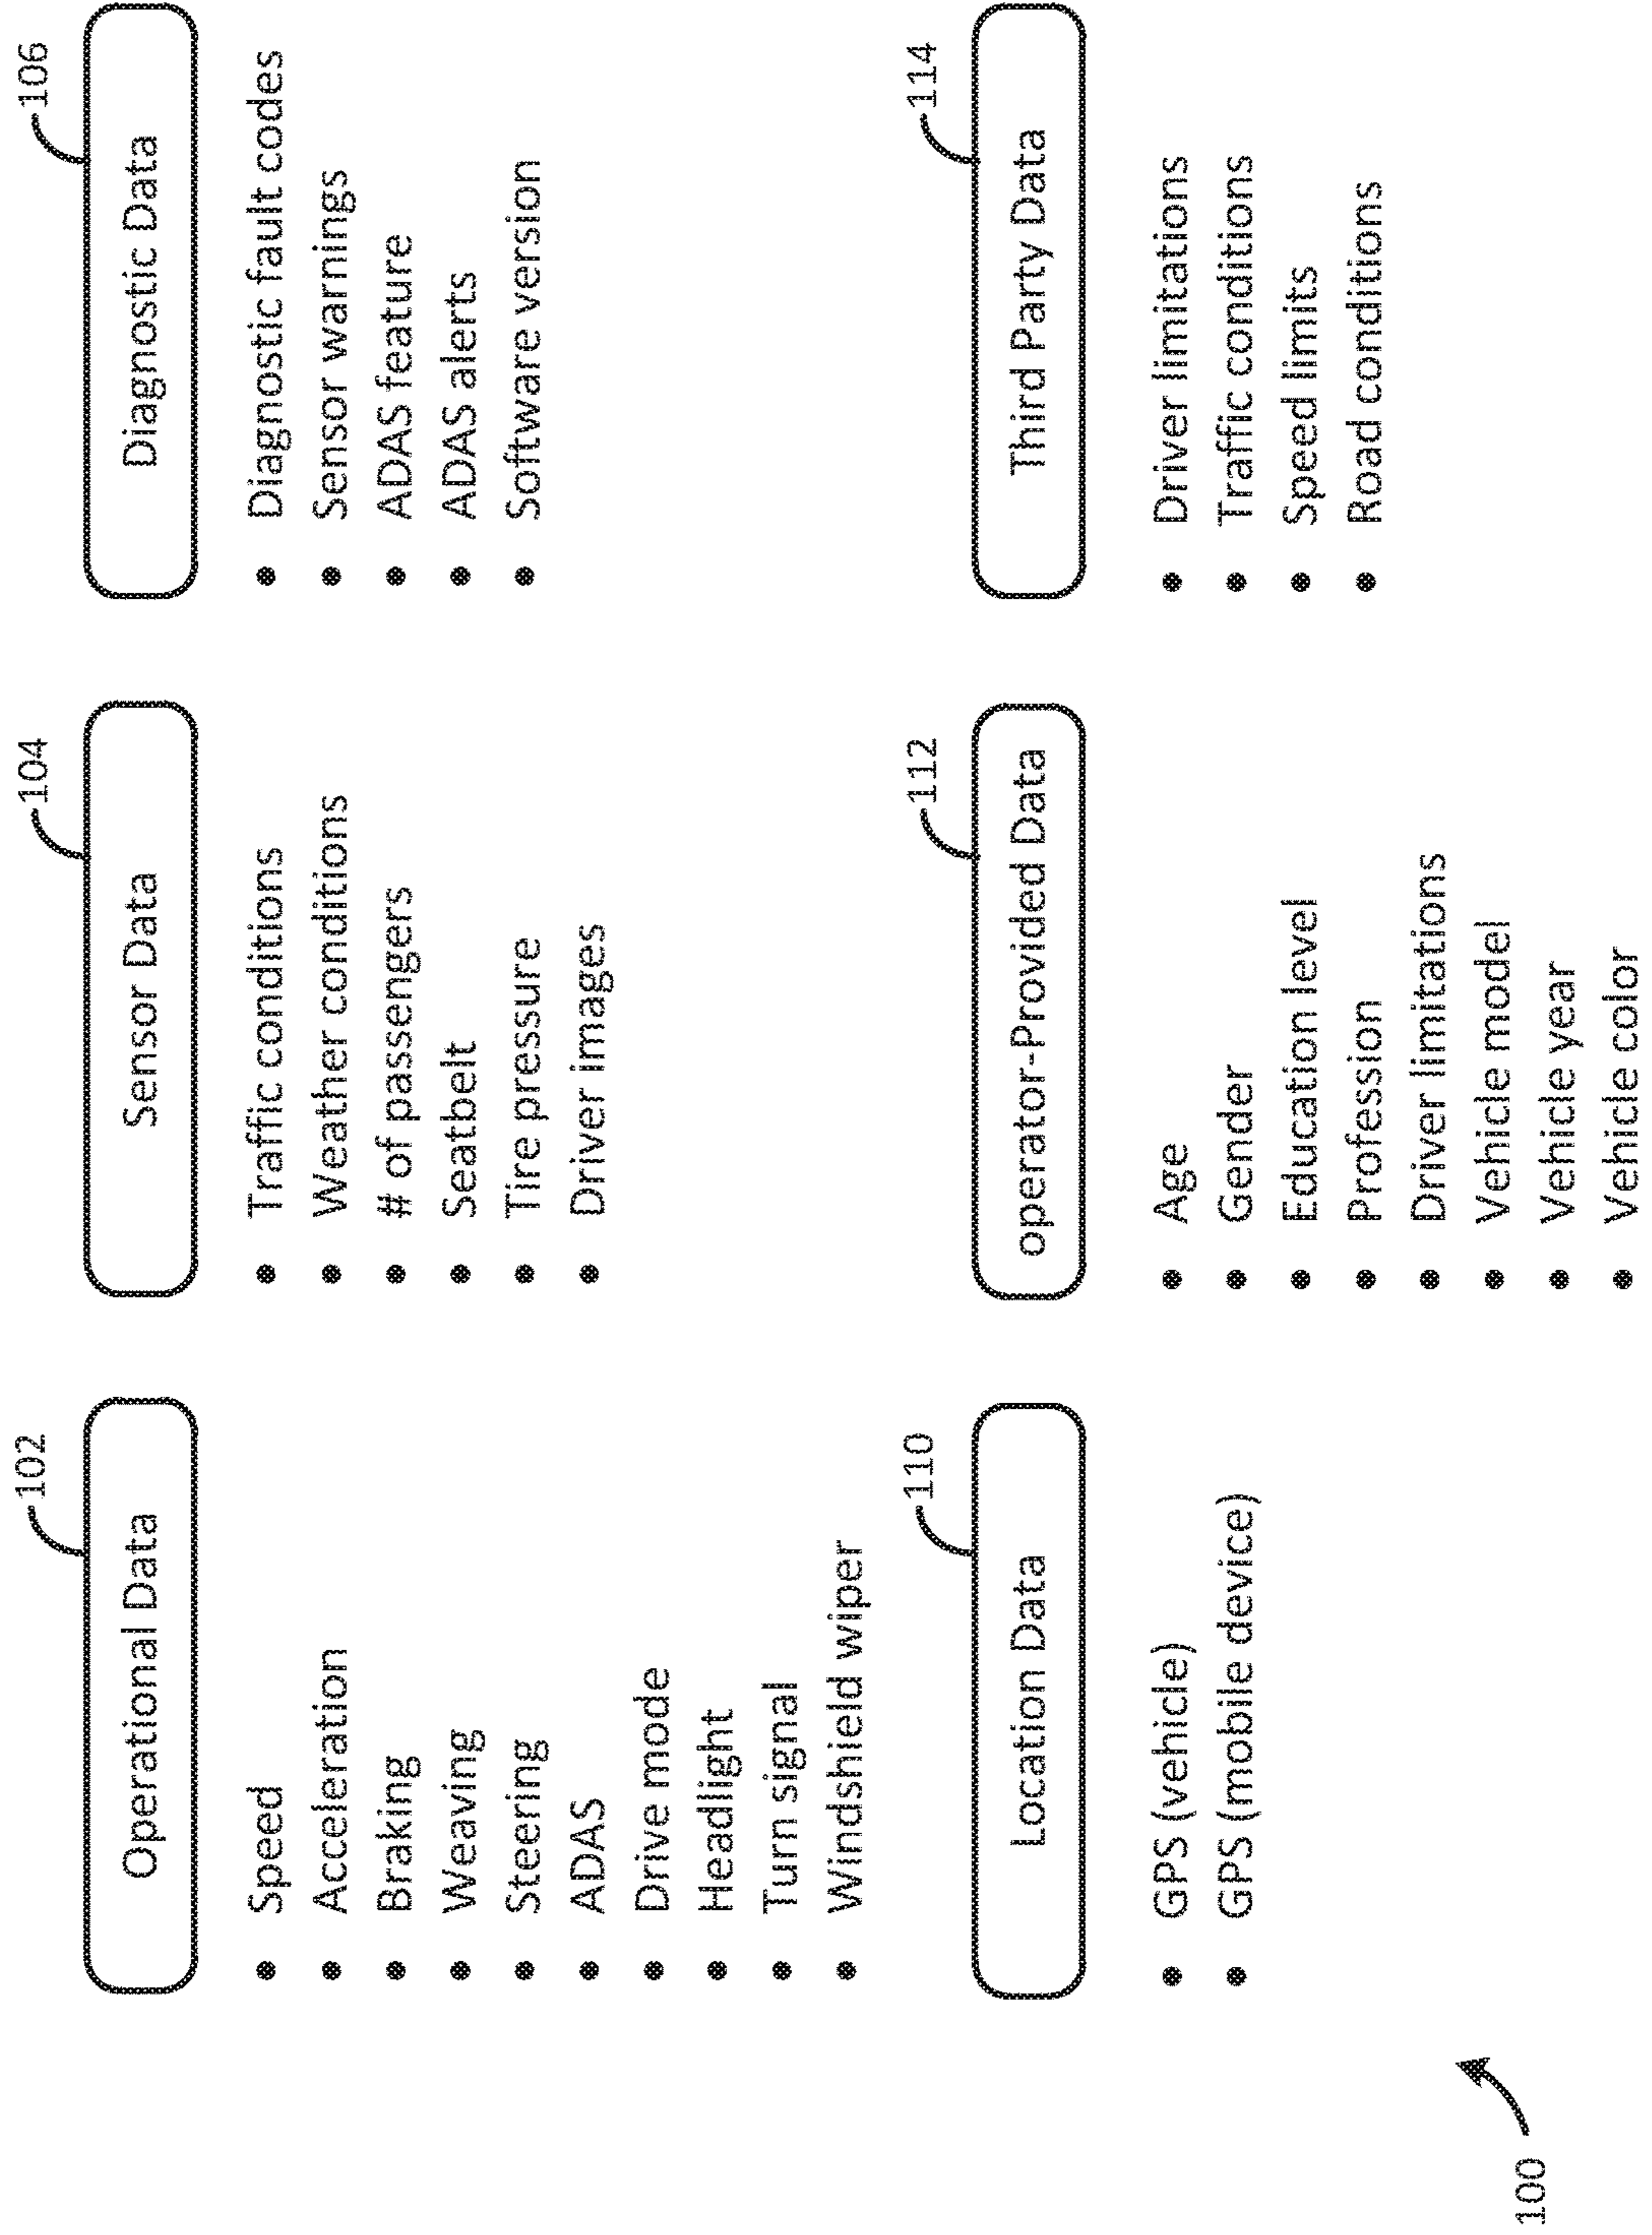 102
Operational Data
• Speed
• Acceleration
• Braking
• Weaving
• Steering
• ADAS
• Drive mode
• Headlight
• Turn signal
• Windshield wiper
104
Sensor Data
• Traffic conditions
• Weather conditions
• # of passengers
• Seatbelt
• Tire pressure
• Driver images
106
Diagnostic Data
• Diagnostic fault codes
• Sensor warnings
• ADAS feature
• ADAS alerts
• Software version
110
Location Data
• GPS (vehicle)
• GPS (mobile device)
112
operator-Provided Data
• Age
• Gender
• Education level
• Profession
• Driver limitations
• Vehicle model
• Vehicle year
• Vehicle color
114
Third Party Data
• Driver limitations
• Traffic conditions
• Speed limits
• Road conditions
100